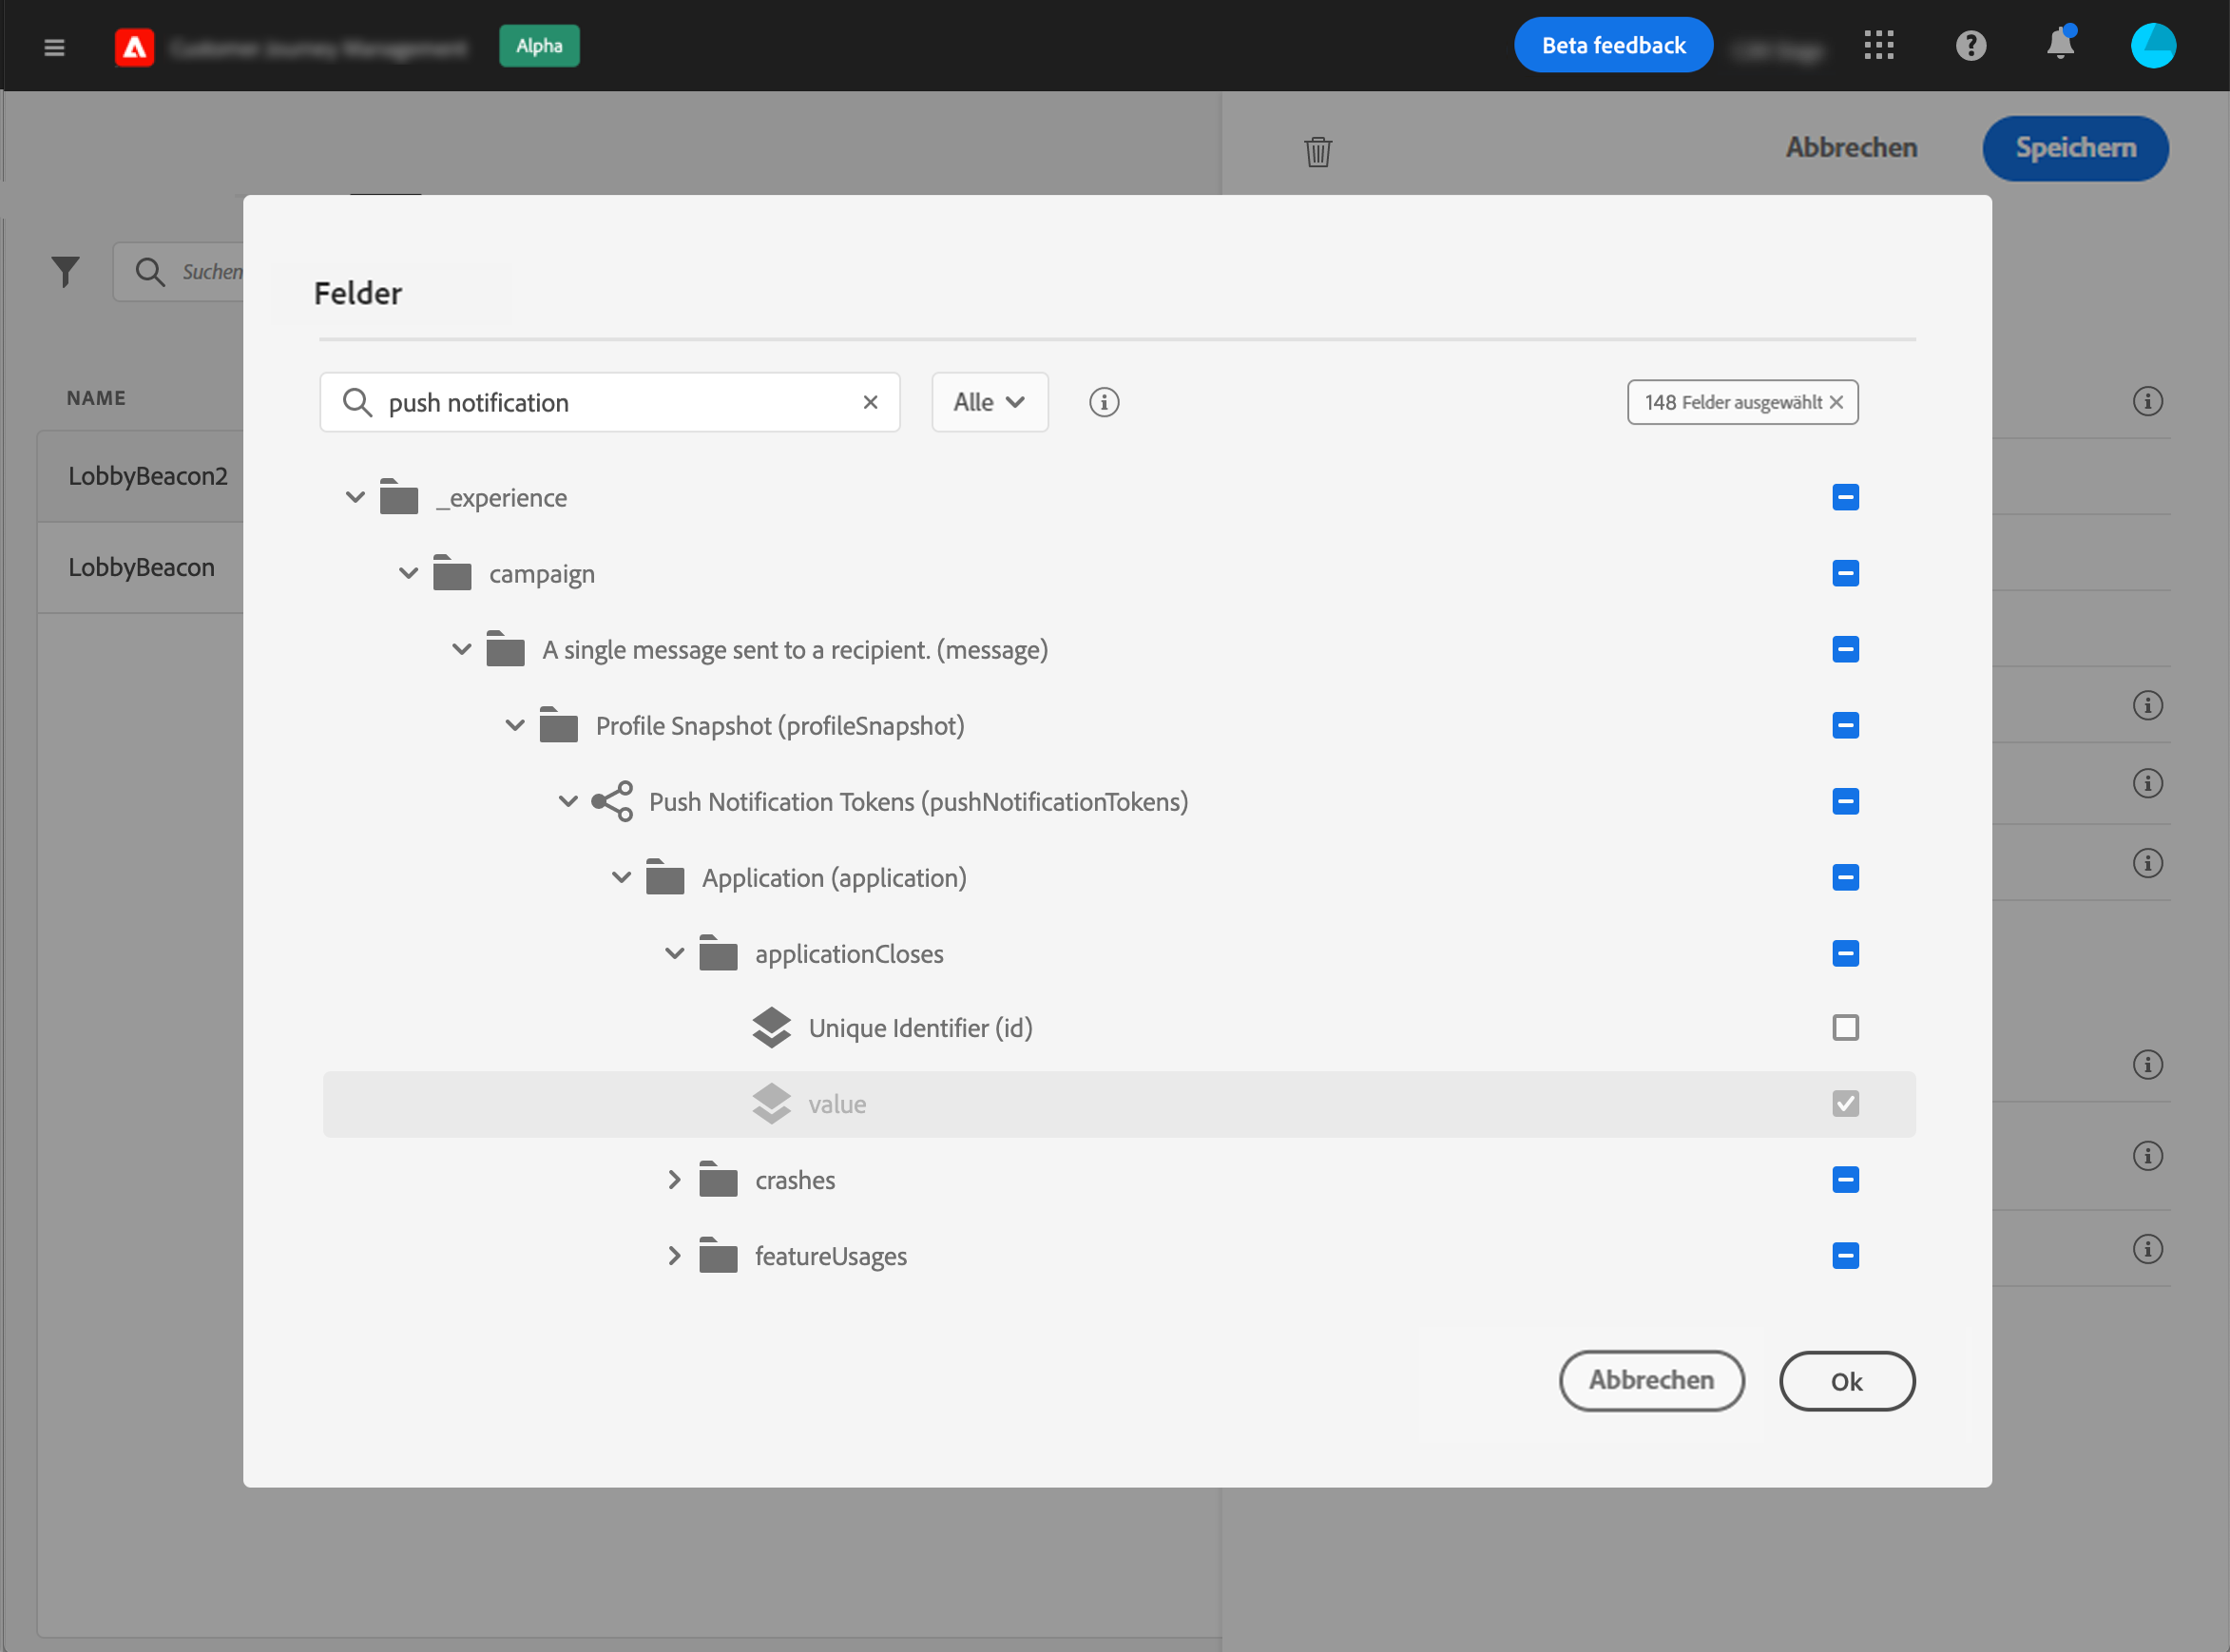 Alpha
Beta feedback
Abbrechen
Speichern
Suchen
Felder
push notification
Alle
148 Felder ausgewählt
NAME
LobbyBeacon2
LobbyBeacon
_experience
campaign
A single message sent to a recipient. (message)
Profile Snapshot (profileSnapshot)
Push Notification Tokens (pushNotificationTokens)
Application (application)
applicationCloses
Unique Identifier (id)
value
crashes
featureUsages
Abbrechen
Ok